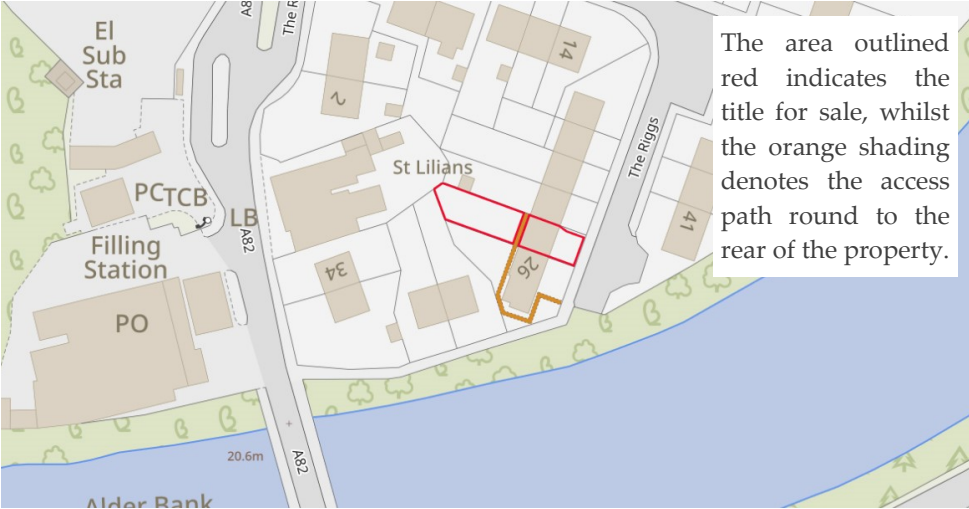 A8
The R
El
Sub
Sta
2
14
The area outlined
red indicates the
title for sale, whilst
the orange shading
denotes the access
path round to the
rear of the property.
The Riggs
St Lilians
PC
TCB
LB
A82
41
Filling
Station
34
26
PO
20.6m
A82
Alder Bank